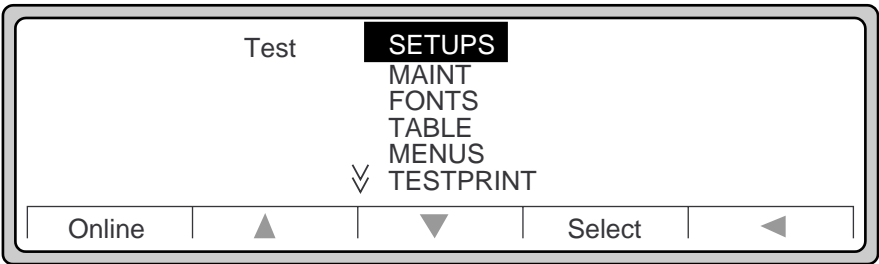 Test SETUPS
MAINT
FONTS
TABLE
MENUS
TESTPRINT
Online Select